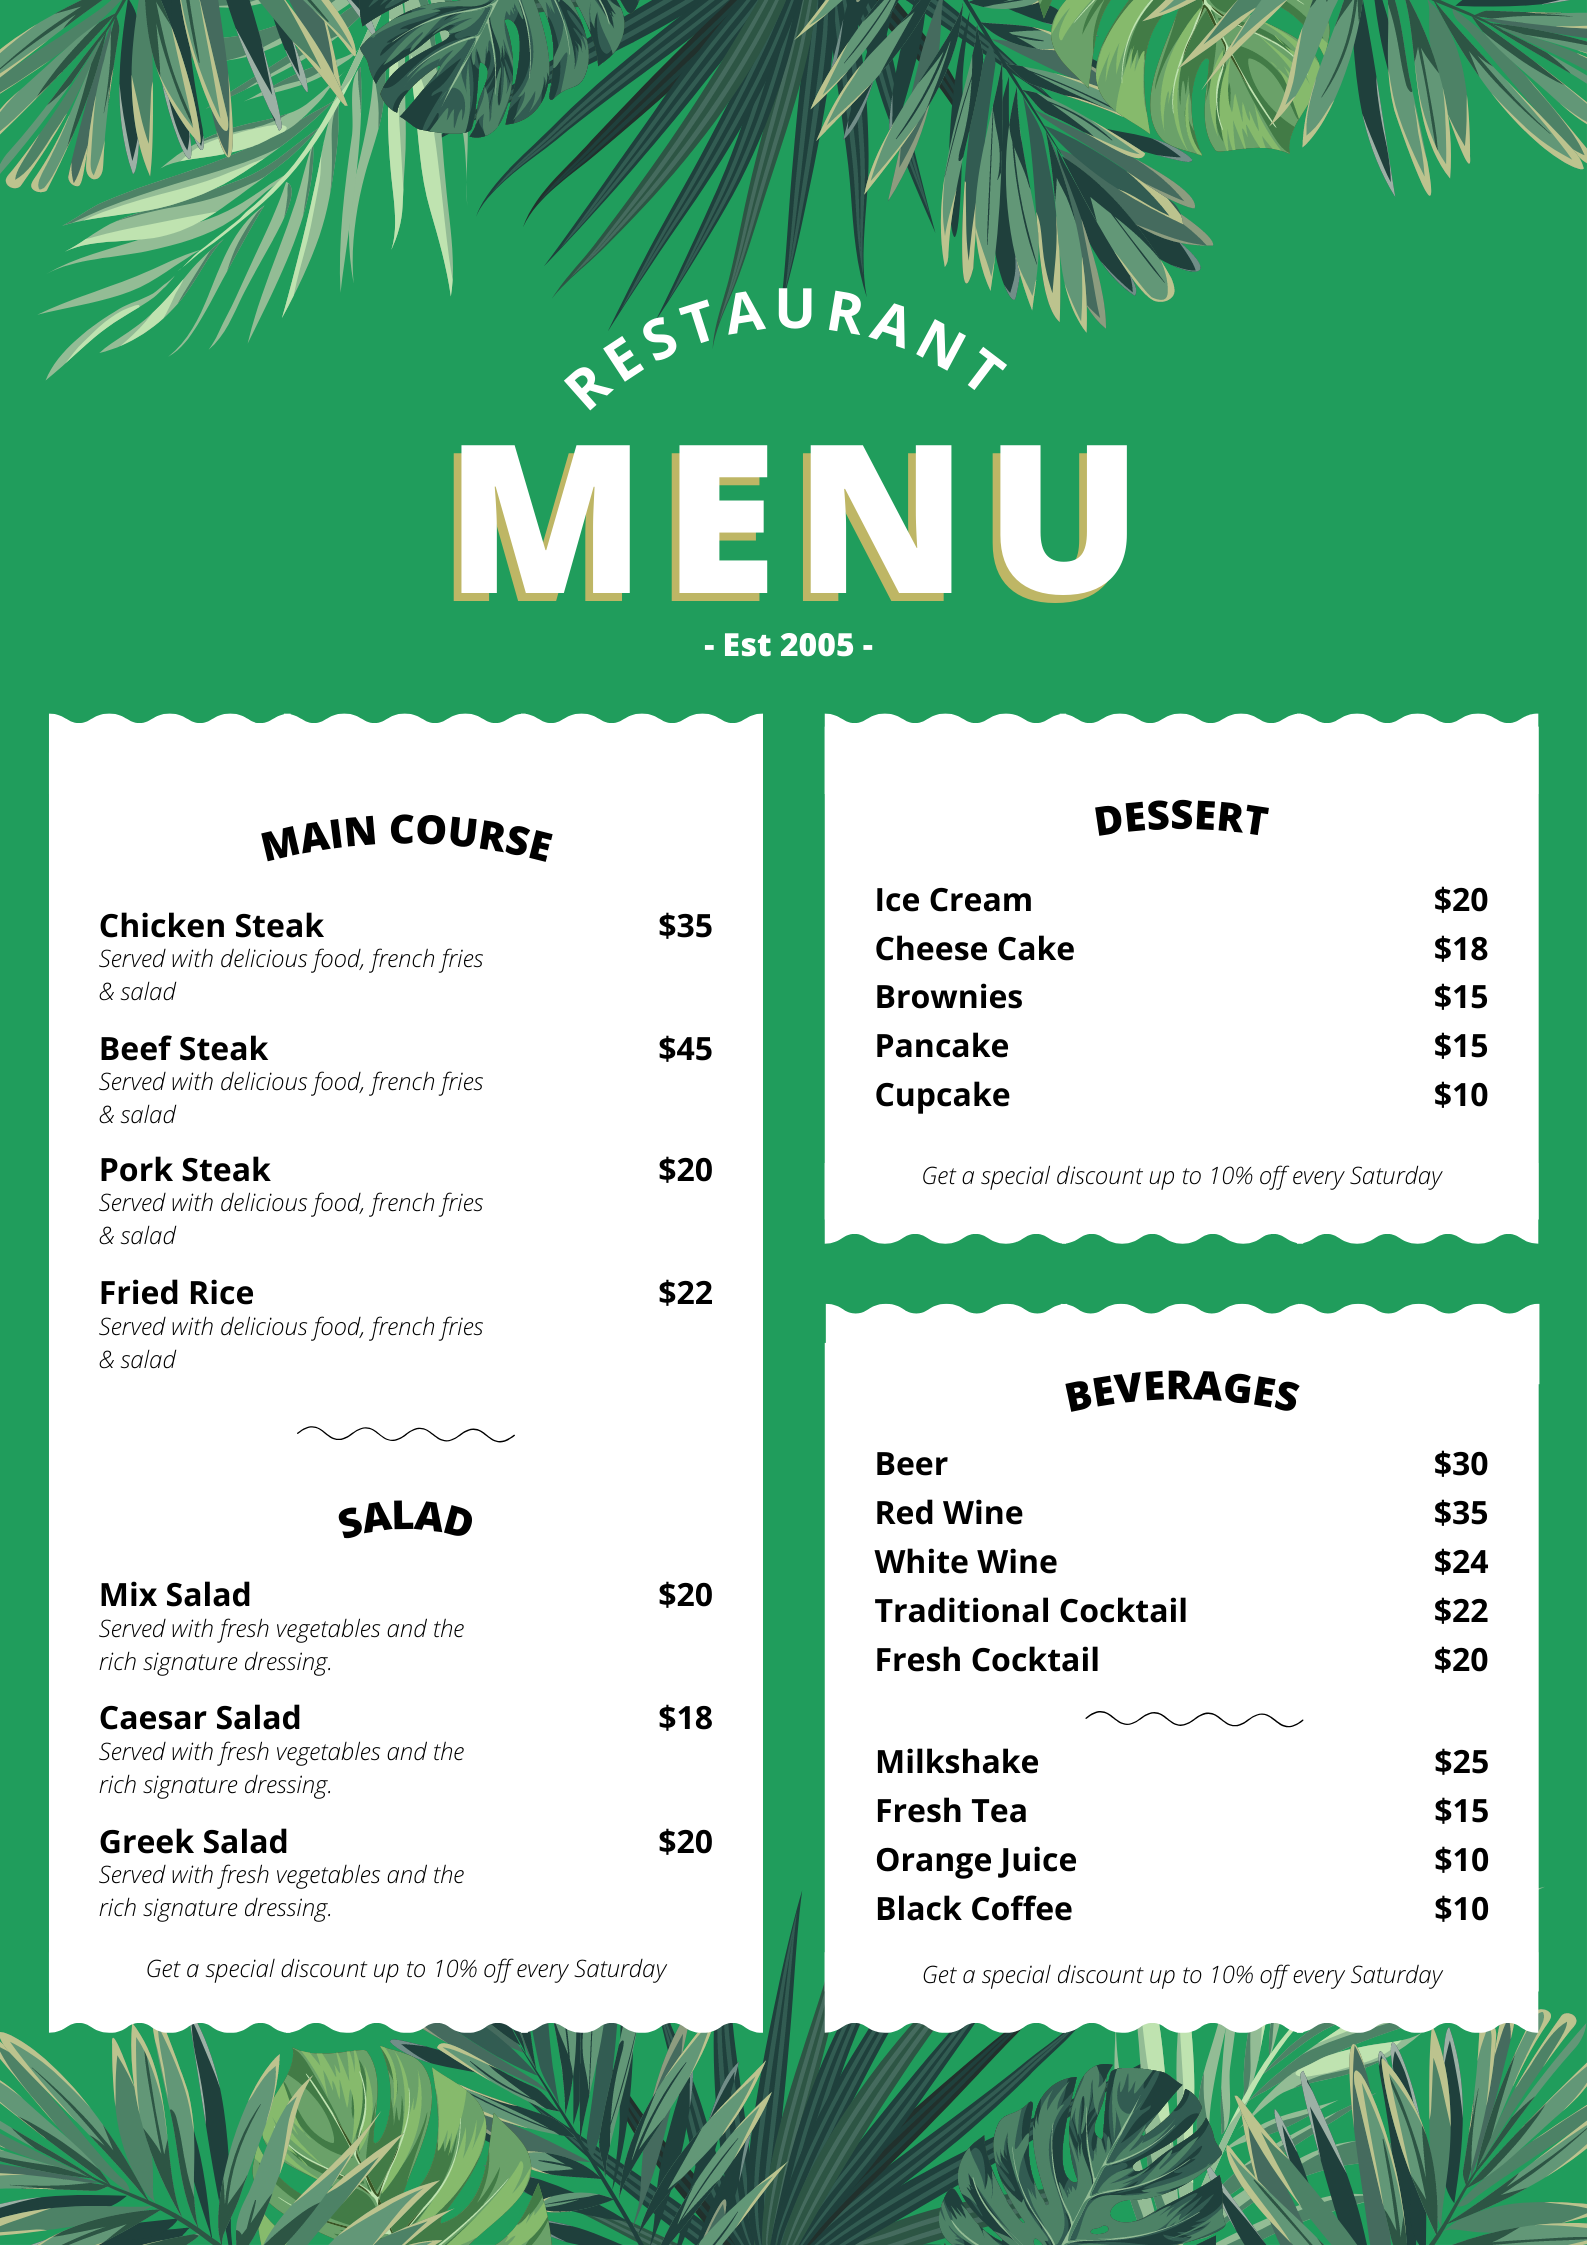 RESTAURANT
MENU
- Est 2005 -
MAIN COURSE
Chicken Steak $35
Served with delicious food, french fries
& salad
Beef Steak $45
Served with delicious food, french fries
& salad
Pork Steak $20
Served with delicious food, french fries
& salad
Fried Rice $22
Served with delicious food, french fries
& salad
SALAD
Mix Salad $20
Served with fresh vegetables and the
rich signature dressing.
Caesar Salad $18
Served with fresh vegetables and the
rich signature dressing.
Greek Salad $20
Served with fresh vegetables and the
rich signature dressing.
Get a special discount up to 10% off every Saturday
DESSERT
Ice Cream $20
Cheese Cake $18
Brownies $15
Pancake $15
Cupcake $10
Get a special discount up to 10% off every Saturday
BEVERAGES
Beer $30
Red Wine $35
White Wine $24
Traditional Cocktail $22
Fresh Cocktail $20
Milkshake $25
Fresh Tea $15
Orange Juice $10
Black Coffee $10
Get a special discount up to 10% off every Saturday